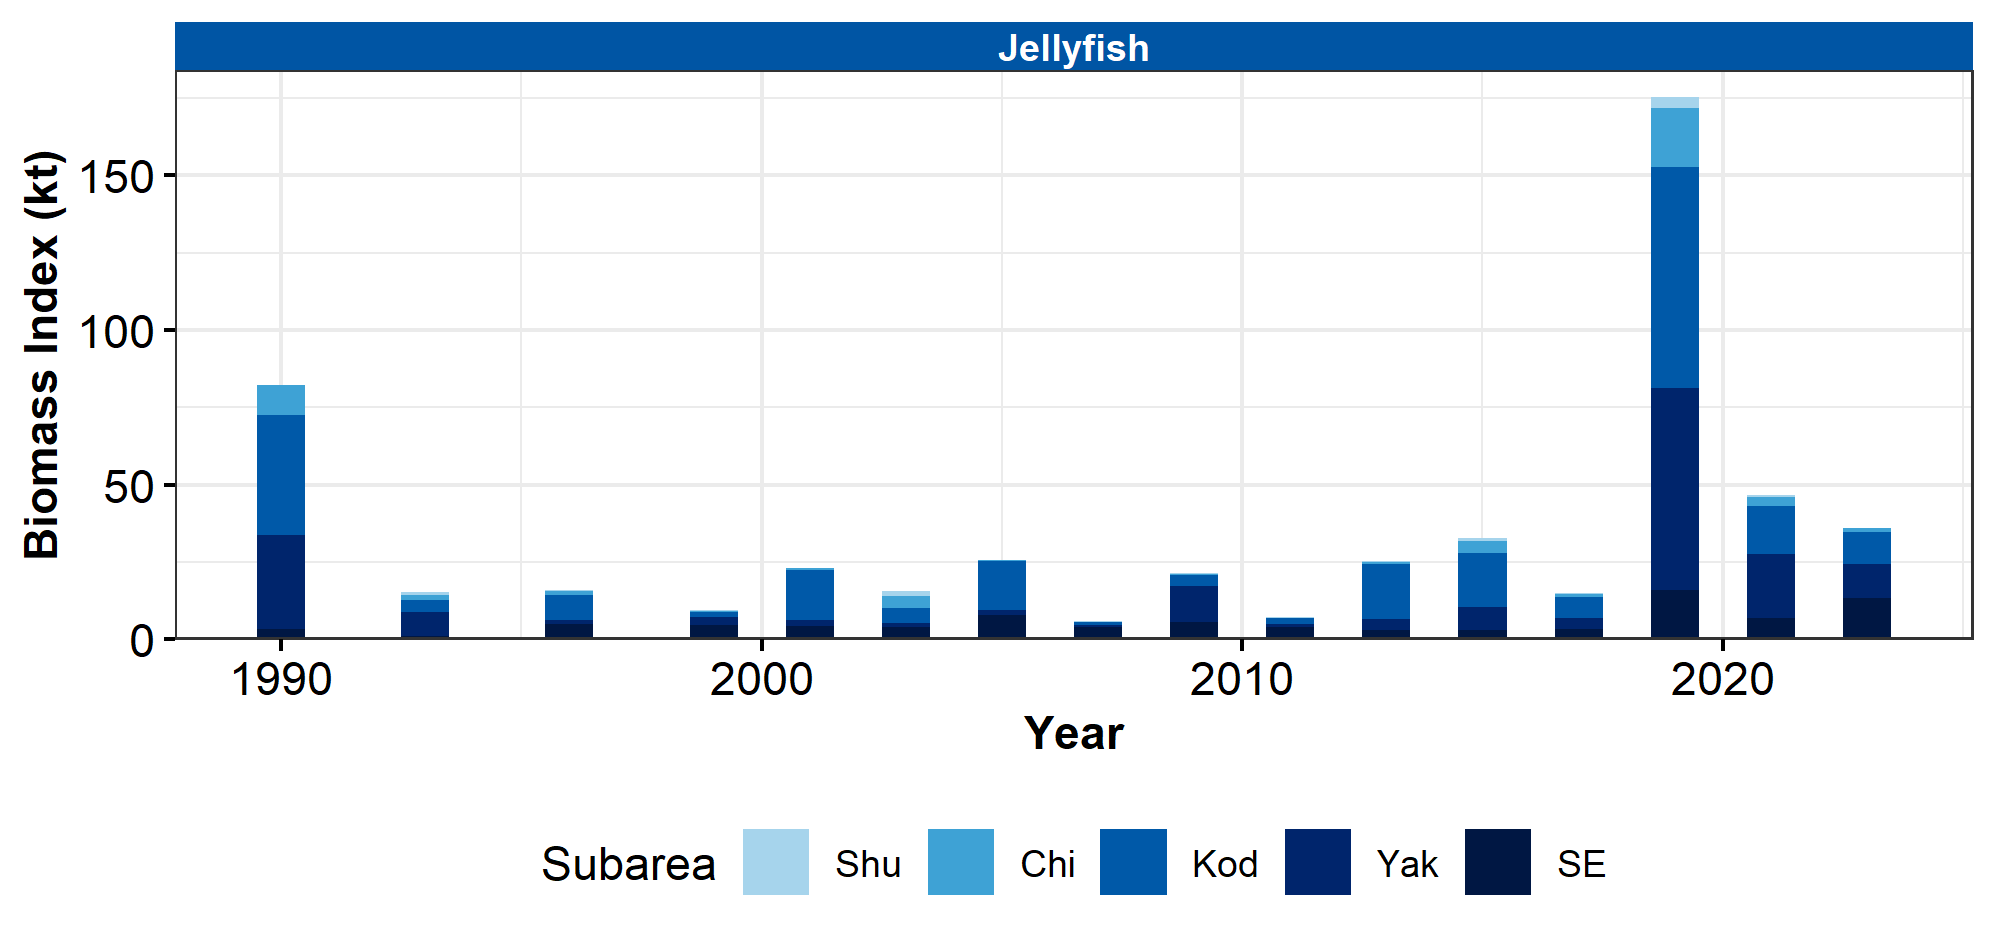 Jellyfish
Biomass Index (kt)
150
100
50
0
1990 2000 2010 2020
Year
Subarea Shu Chi Kod Yak SE